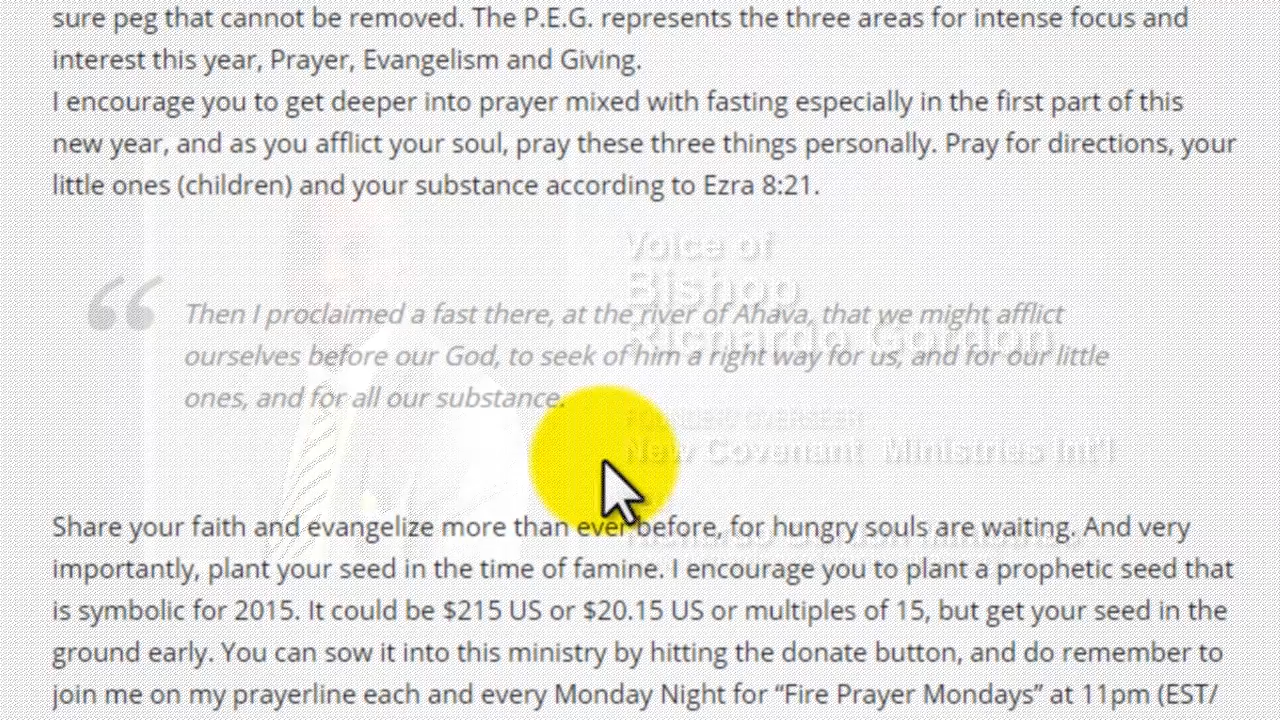 sure peg that cannot be removed. The P.E.G. represents the three areas for intense focus and
interest this year, Prayer, Evangelism and Giving.
I encourage you to get deeper into prayer mixed with fasting especially in the first part of this
new year, and as you afflict your soul, pray these three things personally. Pray for directions, your
little ones (children) and your substance according to Ezra 8:21.
Voice of
Bishop
Richardo Gordon
“ Then I proclaimed a fast there, at the river of Ahava, that we might afflict
ourselves before our God, to seek of him a right way for us, and for our little
ones, and for all our substance.
New Covenant Ministries Int'l
Share your faith and evangelize more than ever before, for hungry souls are waiting. And very
importantly, plant your seed in the time of famine. I encourage you to plant a prophetic seed that
is symbolic for 2015. It could be $215 US or $20.15 US or multiples of 15, but get your seed in the
ground early. You can sow it into this ministry by hitting the donate button, and do remember to
join me on my prayerline each and every Monday Night for “Fire Prayer Mondays” at 11pm (EST/